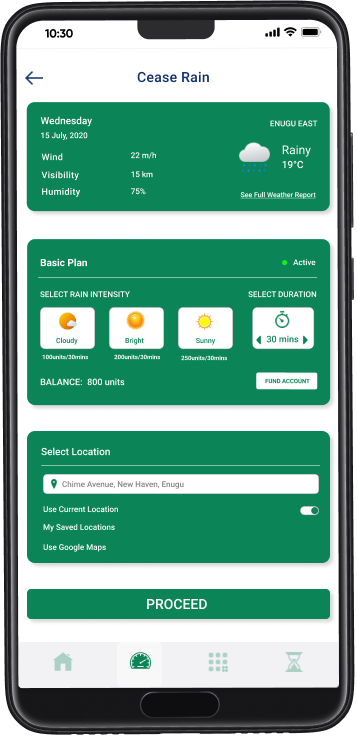 10:30
Cease Rain
Wednesday
15 July, 2020
ENUGU EAST
Wind 22 m/h
Visibility 15 km
Humidity 75%
Rainy
19°C
See Full Weather Report
Basic Plan
Active
SELECT RAIN INTENSITY
SELECT DURATION
Cloudy
Bright
Sunny
30 mins
100units/30mins
200units/30mins
250units/30mins
BALANCE: 800 units
FUND ACCOUNT
Select Location
Chime Avenue, New Haven, Enugu
Use Current Location
My Saved Locations
Use Google Maps
PROCEED